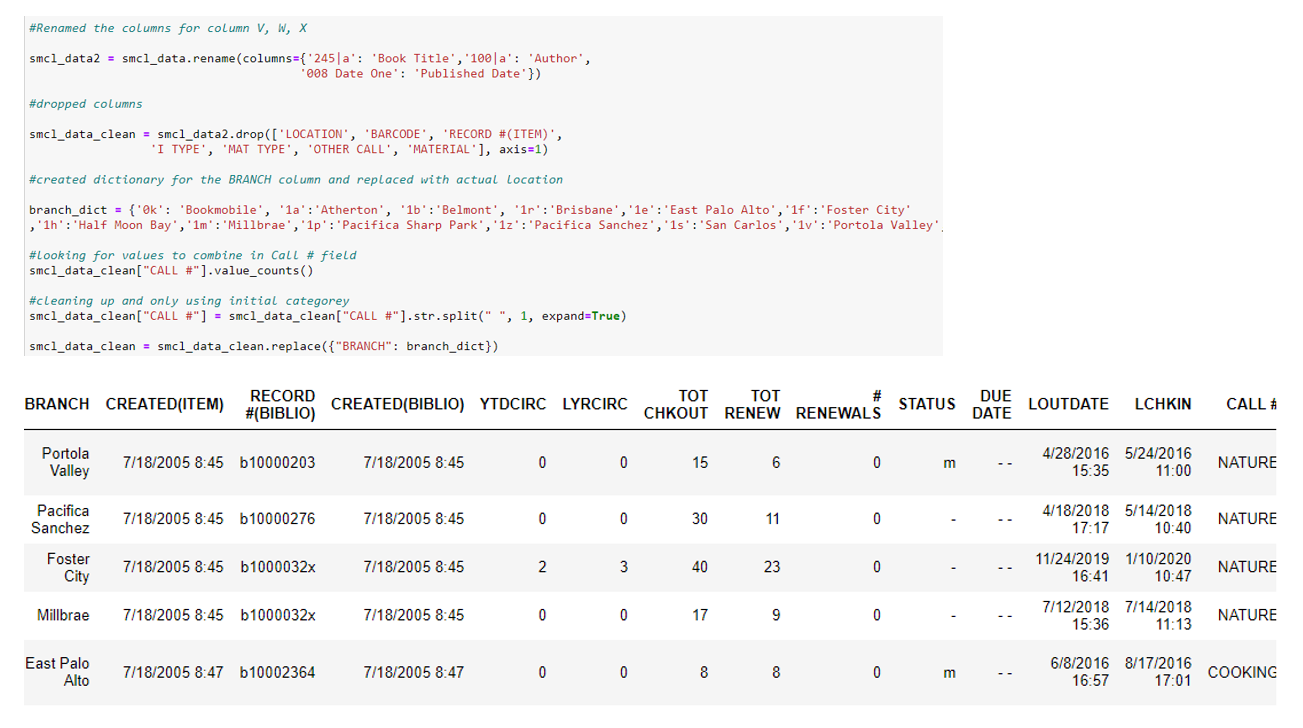 #Renamed the columns for column V, W, X
smcl_data2 = smcl_data.rename(columns={'245|a': 'Book Title','100|a': 'Author',
'008 Date One': 'Published Date'})
#dropped columns
smcl_data_clean = smcl_data2.drop(['LOCATION', 'BARCODE', 'RECORD #(ITEM)',
'I TYPE', 'MAT TYPE', 'OTHER CALL', 'MATERIAL'], axis=1)
#created dictionary for the BRANCH column and replaced with actual location
branch_dict = {'0k': 'Bookmobile', '1a':'Atherton', '1b':'Belmont', '1r':'Brisbane','1e':'East Palo Alto','1f':'Foster City'
,'1h':'Half Moon Bay','1m':'Millbrae','1p':'Pacifica Sharp Park','1z':'Pacifica Sanchez','1s':'San Carlos','1v':'Portola Valley',
#looking for values to combine in Call # field
smcl_data_clean["CALL #"].value_counts()
#cleaning up and only using initial categorey
smcl_data_clean["CALL #"] = smcl_data_clean["CALL #"].str.split(" ", 1, expand=True)
smcl_data_clean = smcl_data_clean.replace({"BRANCH": branch_dict})
BRANCH CREATED(ITEM) RECORD #(BIBLIO) CREATED(BIBLIO) YTDCIRC LYRCIRC TOT CHKOUT TOT RENEW # RENEWALS STATUS DUE DATE LOUTDATE LCHKIN CALL #
Portola Valley 7/18/2005 8:45 b10000203 7/18/2005 8:45 0 0 15 6 0 m - - 4/28/2016 15:35 5/24/2016 11:00 NATURE
Pacifica Sanchez 7/18/2005 8:45 b10000276 7/18/2005 8:45 0 0 30 11 0 - - - 4/18/2018 17:17 5/14/2018 10:40 NATURE
Foster City 7/18/2005 8:45 b1000032x 7/18/2005 8:45 2 3 40 23 0 - - - 11/24/2019 16:41 1/10/2020 10:47 NATURE
Millbrae 7/18/2005 8:45 b1000032x 7/18/2005 8:45 0 0 17 9 0 - - - 7/12/2018 15:36 7/14/2018 11:13 NATURE
East Palo Alto 7/18/2005 8:47 b10002364 7/18/2005 8:47 0 0 8 8 0 m - - 6/8/2016 16:57 8/17/2016 17:01 COOKING